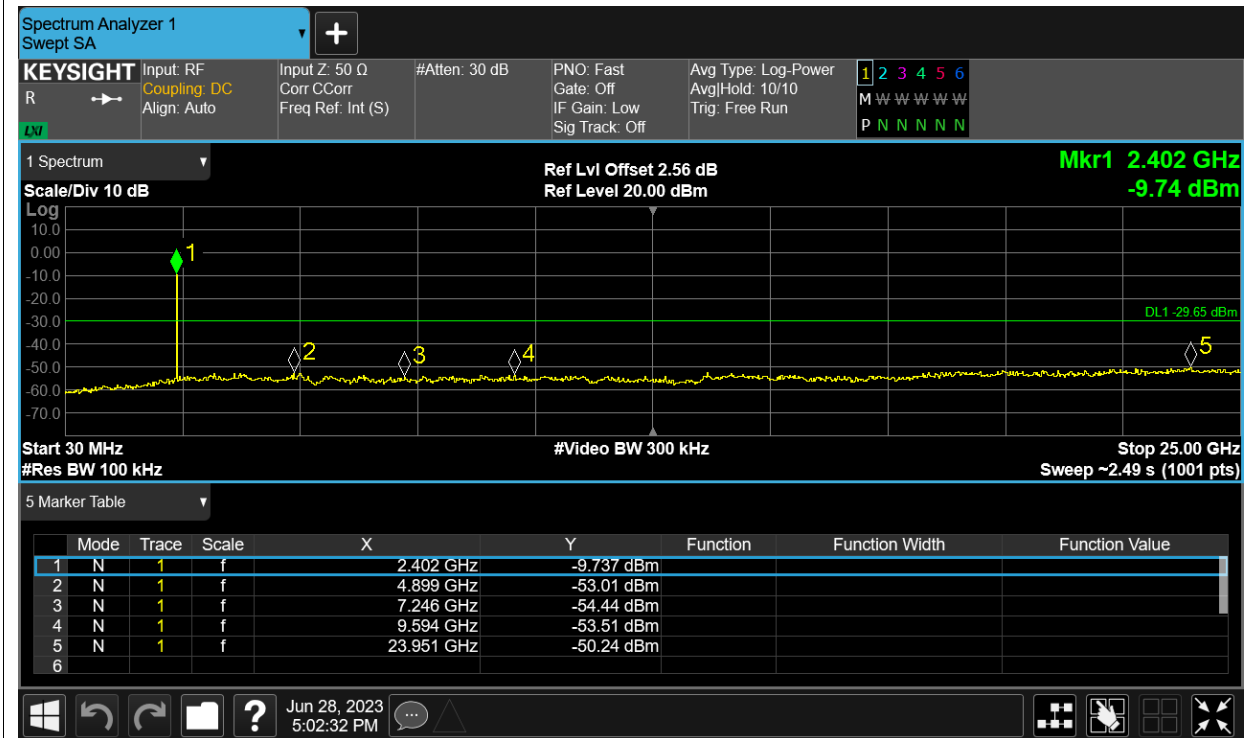 Spectrum Analyzer 1
Swept SA
KEYSIGHT
R
LXI
Input: RF
Coupling: DC
Align: Auto
Input Z: 50 Ω
Corr CCorr
Freq Ref: Int (S)
#Atten: 30 dB
PNO: Fast
Gate: Off
IF Gain: Low
Sig Track: Off
Avg Type: Log-Power
Avg|Hold: 10/10
Trig: Free Run
1 2 3 4 5 6
M W W W W W
P N N N N N
1 Spectrum
Scale/Div 10 dB
Ref Lvl Offset 2.56 dB
Ref Level 20.00 dBm
Mkr1 2.402 GHz
-9.74 dBm
Log
10.0
0.00
-10.0
-20.0
-30.0
-40.0
-50.0
-60.0
-70.0
1
2
3
4
5
DL1 -29.65 dBm
Start 30 MHz
#Res BW 100 kHz
#Video BW 300 kHz
Stop 25.00 GHz
Sweep ~2.49 s (1001 pts)
5 Marker Table
Mode Trace Scale X Y Function Function Width Function Value
1 N 1 f 2.402 GHz -9.737 dBm
2 N 1 f 4.899 GHz -53.01 dBm
3 N 1 f 7.246 GHz -54.44 dBm
4 N 1 f 9.594 GHz -53.51 dBm
5 N 1 f 23.951 GHz -50.24 dBm
6
?
Jun 28, 2023
5:02:32 PM